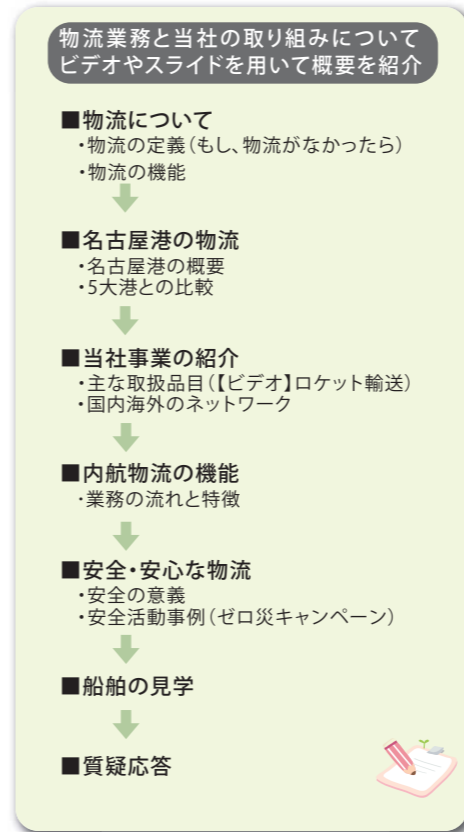 物流業務と当社の取り組みについて
ビデオやスライドを用いて概要を紹介
■物流について
・物流の定義(もし、物流がなかったら)
・物流の機能
■名古屋港の物流
・名古屋港の概要
・5大港との比較
■当社事業の紹介
・主な取扱品目(【ビデオ】ロケット輸送)
・国内海外のネットワーク
■内航物流の機能
・業務の流れと特徴
■安全・安心な物流
・安全の意義
・安全活動事例(ゼロ災キャンペーン)
■船舶の見学
■質疑応答